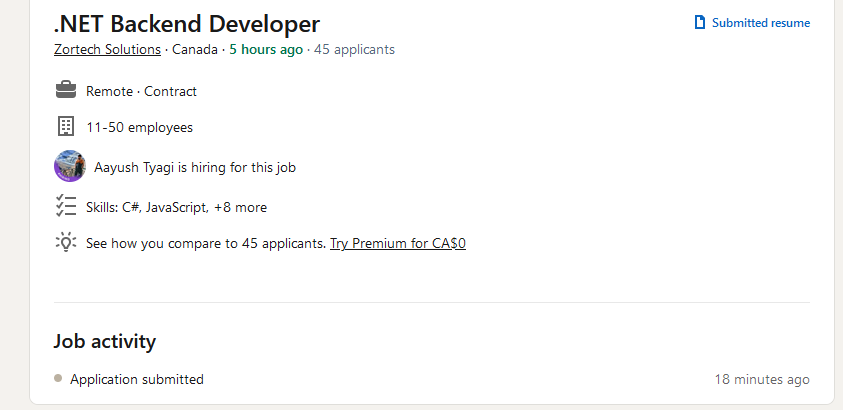 .NET Backend Developer
Submitted resume
Zortech Solutions · Canada · 5 hours ago · 45 applicants
Remote · Contract
11-50 employees
Aayush Tyagi is hiring for this job
Skills: C#, JavaScript, +8 more
See how you compare to 45 applicants. Try Premium for CA$0
Job activity
Application submitted
18 minutes ago